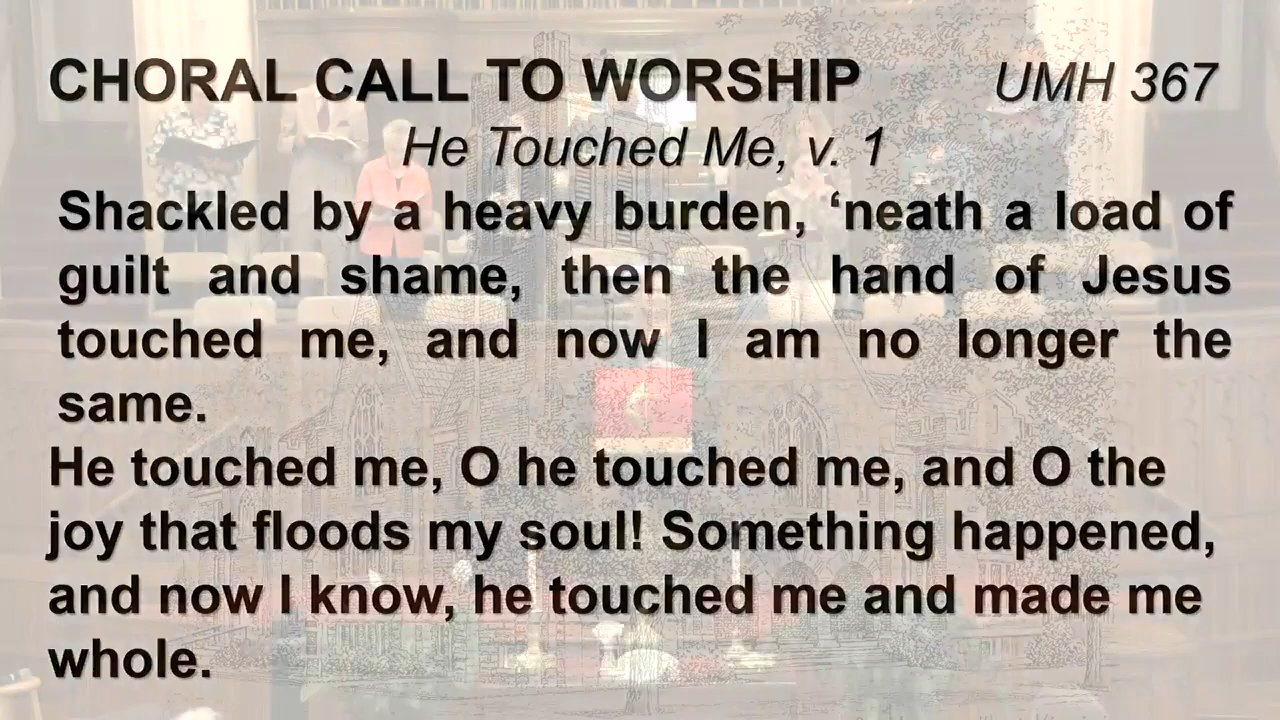 CHORAL CALL TO WORSHIP UMH 367
He Touched Me, v. 1
Shackled by a heavy burden, ‘neath a load of
guilt and shame, then the hand of Jesus
touched me, and now I am no longer the
same.
He touched me, O he touched me, and O the
joy that floods my soul! Something happened,
and now I know, he touched me and made me
whole.